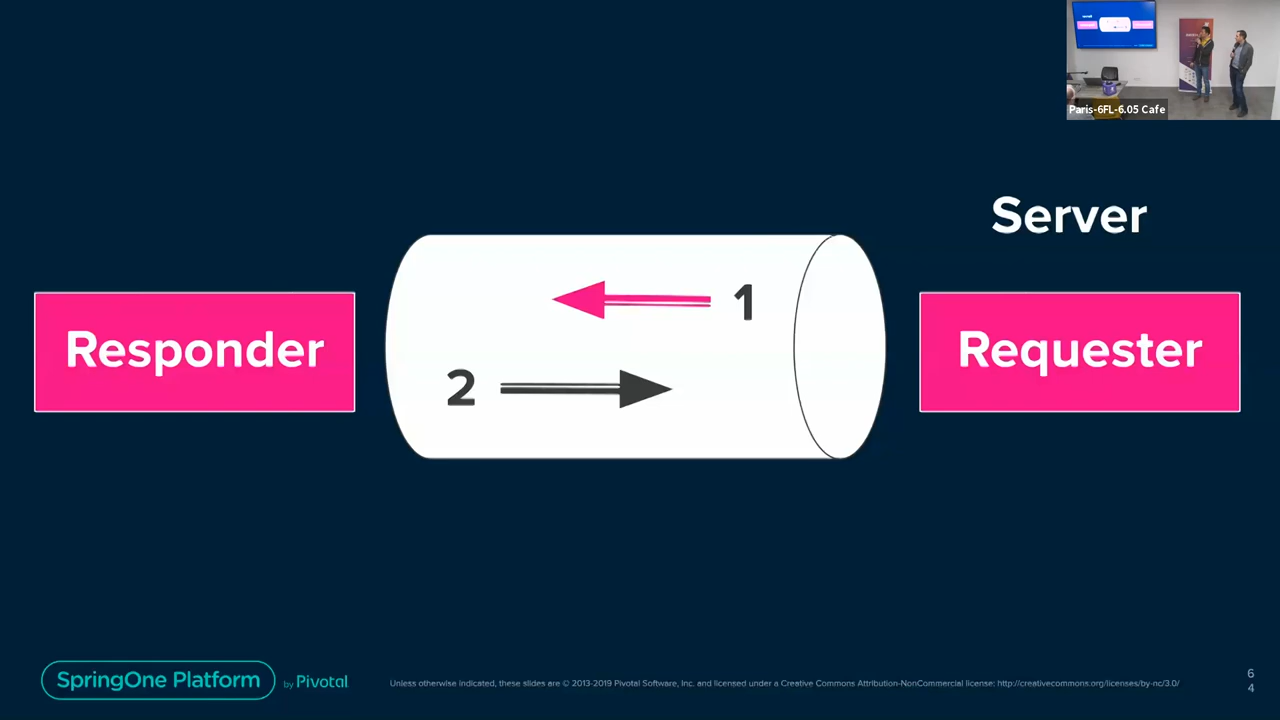 Paris-6FL-6.05 Cafe
Server
Responder
1
2
Requester
SpringOne Platform
by Pivotal
Unless otherwise indicated, these slides are © 2013-2019 Pivotal Software, Inc. and licensed under a Creative Commons Attribution-NonCommercial license: http://creativecommons.org/licenses/by-nc/3.0/
6
4